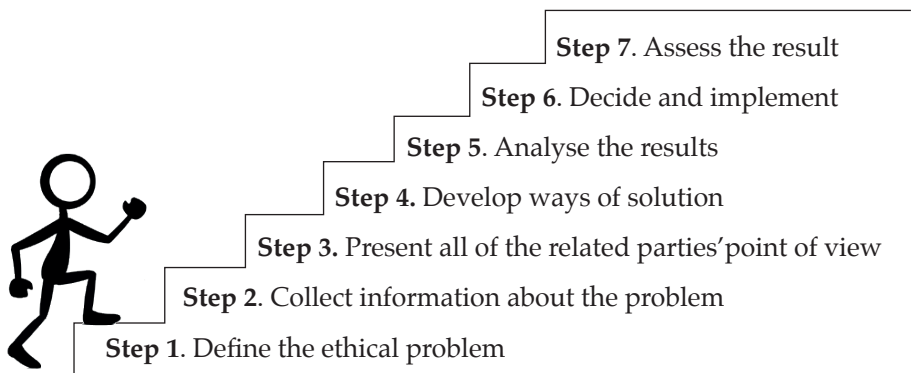 Step 7. Assess the result
Step 6. Decide and implement
Step 5. Analyse the results
Step 4. Develop ways of solution
Step 3. Present all of the related parties'point of view
Step 2. Collect information about the problem
Step 1. Define the ethical problem